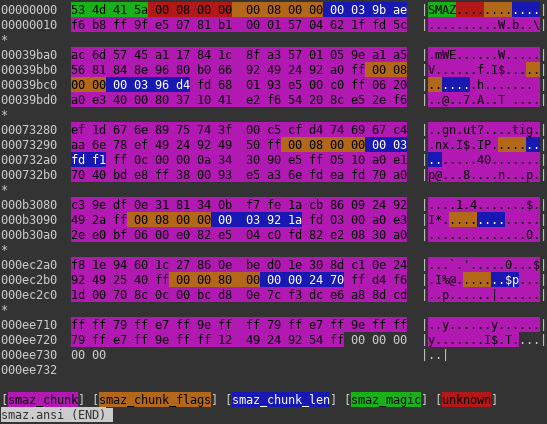 00000000  53 4d 41 5a 00 08 00 00  00 08 00 00 00 03 9b ae  |SMAZ............|
00000010  f6 b8 ff 9f e5 07 81 b1  00 01 57 04 62 1f fd 5c  |..........W.b..\|
*
00039ba0  ac 6d 57 45 a1 17 84 1c  8f a3 57 01 05 9e a1 a5  |.mWE......W.....|
00039bb0  56 81 84 8e 96 80 b0 66  92 49 24 92 a0 ff 00 08  |V......f.I$.....|
00039bc0  00 00 00 03 96 d4 fd 68  01 93 e5 00 c0 ff 06 20  |.......h....... |
00039bd0  a0 e3 40 00 80 37 10 41  e2 f6 54 20 8c e5 2e f6  |..@..7.A..T ....|
*
00073280  ef 1d 67 6e 89 75 74 3f  00 c5 cf d4 74 69 67 c4  |..gn.ut?....tig.|
00073290  aa 6e 78 ef 49 24 92 49  50 ff 00 08 00 00 00 03  |.nx.I$.IP.......|
000732a0  fd f1 ff 0c 00 00 0a 34  30 90 e5 ff 05 10 a0 e1  |.......40.......|
000732b0  70 40 bd e8 ff 38 00 93  e5 a3 6e fd ea fd 70 a0  |p@...8....n...p.|
*
000b3080  c3 9e df 0e 31 81 34 0b  f7 fe 1a cb 86 09 24 92  |....1.4.......$.|
000b3090  49 2a ff 00 08 00 00 00  03 92 1a fd 03 00 a0 e3  |I*..............|
000b30a0  2e e0 bf 06 00 e0 82 e5  04 c0 fd 82 e2 08 30 a0  |..............0.|
*
000ec2a0  f8 1e 94 60 1c 27 86 0e  be d0 1e 30 8d c1 0e 24  |...`.'.....0...$|
000ec2b0  92 49 25 40 ff 00 00 80  00 00 00 24 70 ff d4 f6  |.I%@.......$p...|
000ec2c0  1d 00 70 8c 0c 00 bc d8  0e 7c f3 dc e6 a8 8d cd  |..p......|......|
*
000ee710  ff ff 79 ff e7 ff 9e ff  ff 79 ff e7 ff 9e ff ff  |..y......y......|
000ee720  79 ff e7 ff 9e ff ff 12  49 24 92 54 ff 00 00 00  |y.......I$.T....|
000ee730  00 00                                             |..|
000ee732
[smaz_chunk] [smaz_chunk_flags] [smaz_chunk_len] [smaz_magic] [unknown]
smaz.ansi (END)